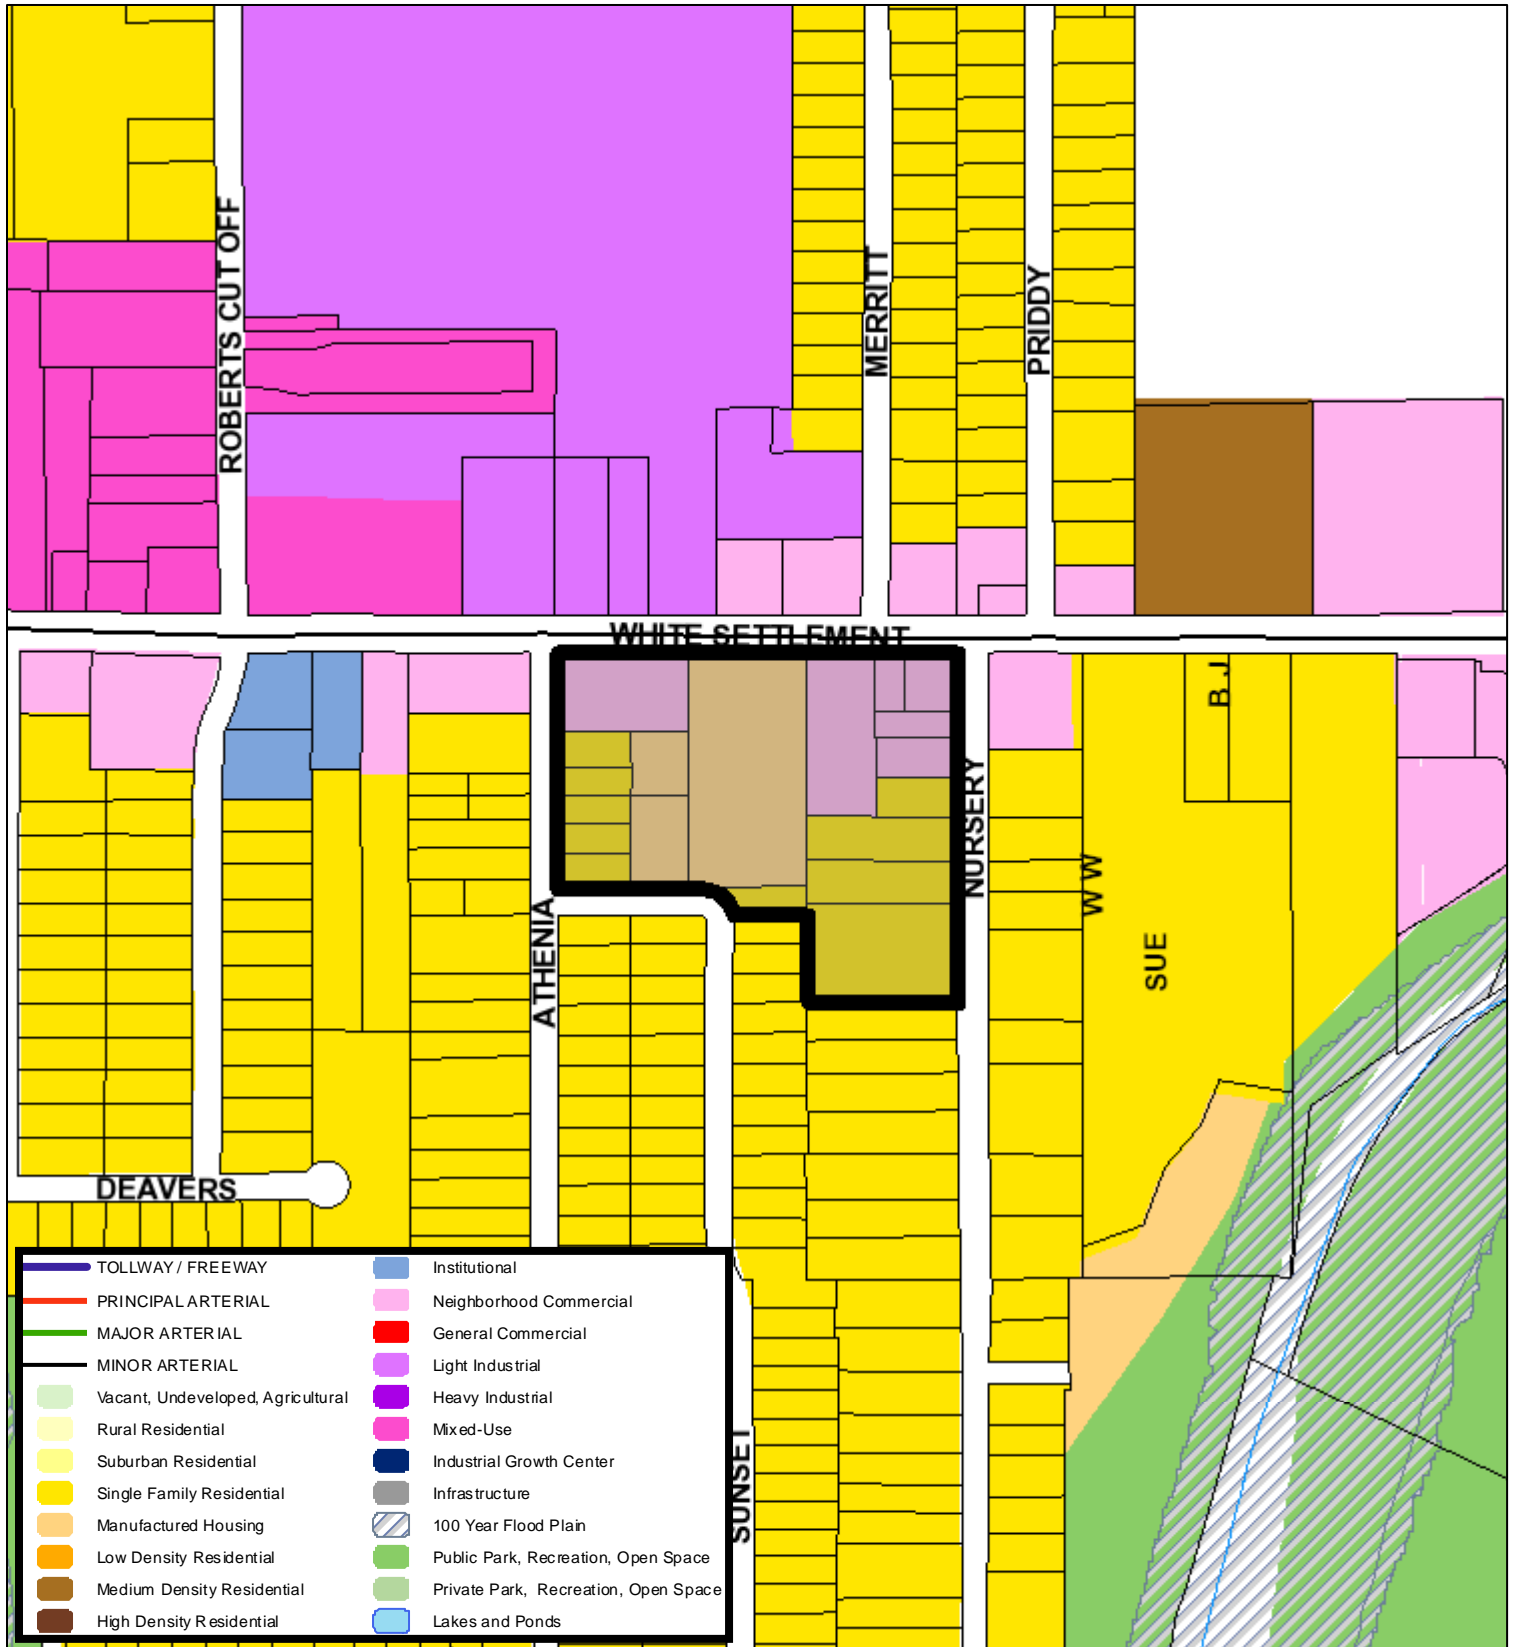 ROBERTS CUT OFF
MERRITT
PRIDDY
WHITE SETTLEMENT
B J
NURSERY
W W
ATHENIA
SUE
DEAVERS
SUNSET
TOLLWAY / FREEWAY
PRINCIPAL ARTERIAL
MAJOR ARTERIAL
MINOR ARTERIAL
Vacant, Undeveloped, Agricultural
Rural Residential
Suburban Residential
Single Family Residential
Manufactured Housing
Low Density Residential
Medium Density Residential
High Density Residential
Institutional
Neighborhood Commercial
General Commercial
Light Industrial
Heavy Industrial
Mixed-Use
Industrial Growth Center
Infrastructure
100 Year Flood Plain
Public Park, Recreation, Open Space
Private Park, Recreation, Open Space
Lakes and Ponds